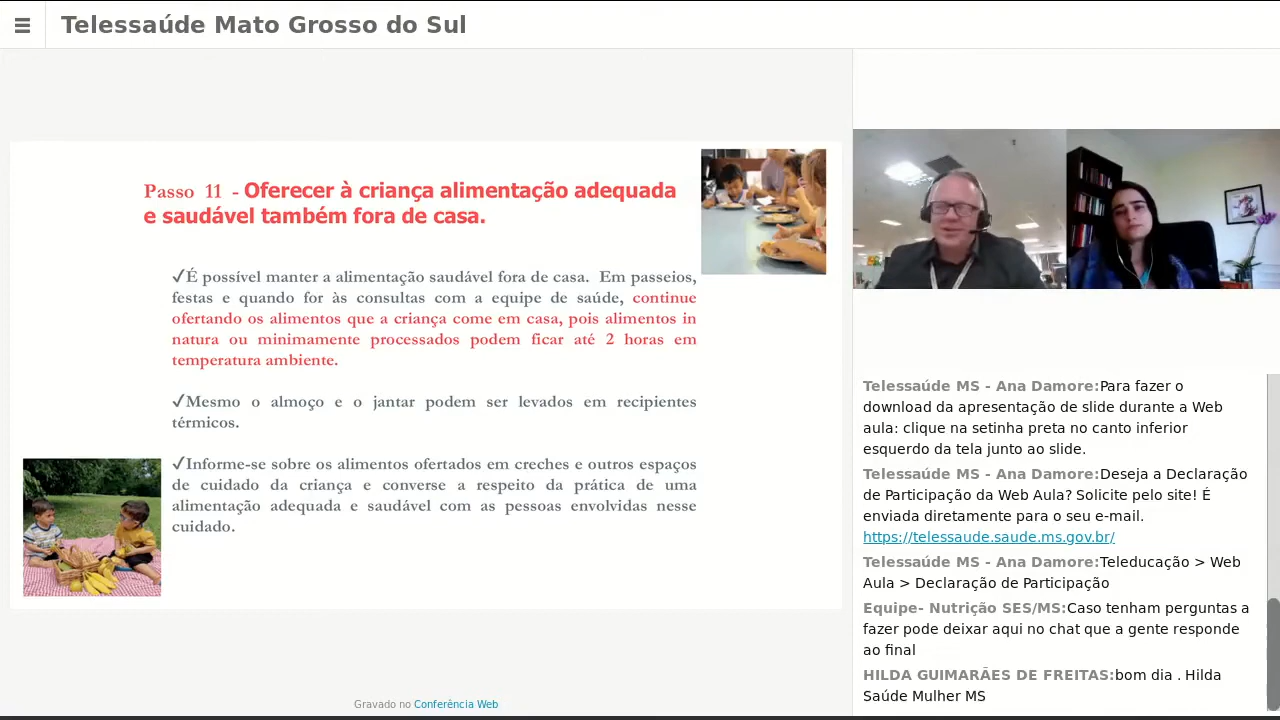 Telessaúde Mato Grosso do Sul
Passo 11 - Oferecer à criança alimentação adequada
e saudável também fora de casa.
✓É possível manter a alimentação saudável fora de casa. Em passeios,
festas e quando for às consultas com a equipe de saúde, continue
ofertando os alimentos que a criança come em casa, pois alimentos in
natura ou minimamente processados podem ficar até 2 horas em
temperatura ambiente.
✓Mesmo o almoço e o jantar podem ser levados em recipientes
térmicos.
✓Informe-se sobre os alimentos ofertados em creches e outros espaços
de cuidado da criança e converse a respeito da prática de uma
alimentação adequada e saudável com as pessoas envolvidas nesse
cuidado.
Gravado no Conferência Web
Telessaúde MS - Ana Damore:Para fazer o
download da apresentação de slide durante a Web
aula: clique na setinha preta no canto inferior
esquerdo da tela junto ao slide.
Telessaúde MS - Ana Damore:Deseja a Declaração
de Participação da Web Aula? Solicite pelo site! É
enviada diretamente para o seu e-mail.
https://telessaude.saude.ms.gov.br/
Telessaúde MS - Ana Damore:Teleducação > Web
Aula > Declaração de Participação
Equipe- Nutrição SES/MS:Caso tenham perguntas a
fazer pode deixar aqui no chat que a gente responde
ao final
HILDA GUIMARÃES DE FREITAS:bom dia . Hilda
Saúde Mulher MS